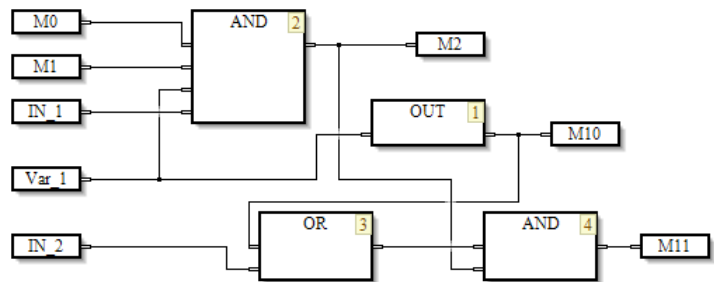 M0
AND 2
M2
M1
IN_1
OUT 1
M10
Var_1
OR 3
AND 4
IN_2
M11